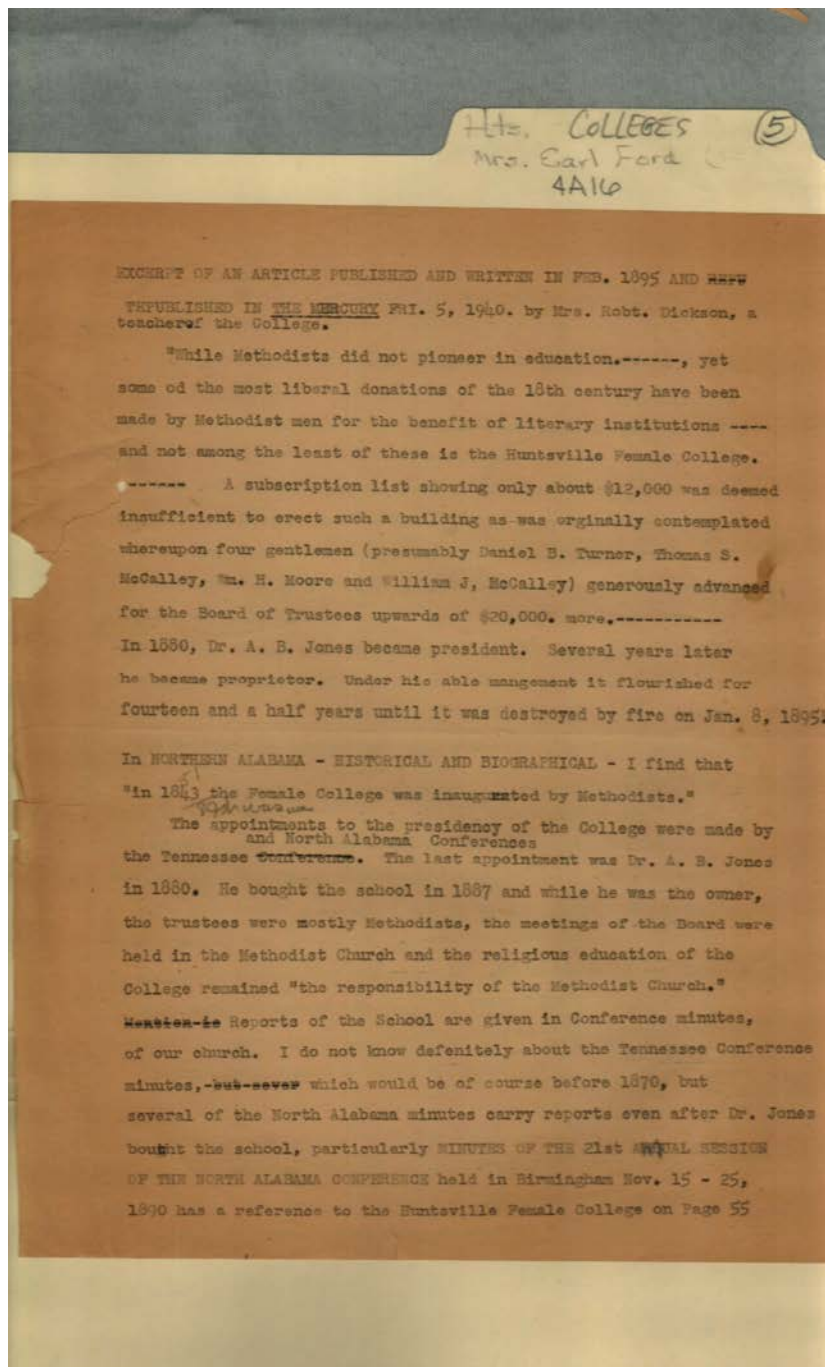 Hts. COLLEGES (5)
Mrs. Earl Ford
4A16
EXCERPT OF AN ARTICLE PUBLISHED AND WRITTEN IN FEB. 1895 AND REPU
THPUBLISHED IN THE MERCURY FRI. 5, 1940. by Mrs. Robt. Dickson, a
teacherof the College.
"While Methodists did not pioneer in education.------, yet
some od the most liberal donations of the 18th century have been
made by Methodist men for the benefit of literary institutions ----
and not among the least of these is the Huntsville Female College.
------ A subscription list showing only about $12,000 was deemed
insufficient to erect such a building as was orginally contemplated
whereupon four gentlemen (presumably Daniel B. Turner, Thomas S.
McCalley, Wm. H. Moore and William J, McCalley) generously advanced
for the Board of Trustees upwards of $20,000. more.-----------
In 1880, Dr. A. B. Jones became president. Several years later
he became proprietor. Under his able mangement it flourished for
fourteen and a half years until it was destroyed by fire on Jan. 8, 1895.
In NORTHERN ALABAMA - HISTORICAL AND BIOGRAPHICAL - I find that
"in 1843 the Female College was inaugurated by Methodists."
The appointments to the presidency of the College were made by
and North Alabama Conferences
the Tennessee Conference. The last appointment was Dr. A. B. Jones
in 1880. He bought the school in 1887 and while he was the owner,
the trustees were mostly Methodists, the meetings of the Board were
held in the Methodist Church and the religious education of the
College remained "the responsibility of the Methodist Church."
Mention is Reports of the School are given in Conference minutes,
of our church. I do not know defenitely about the Tennessee Conference
minutes,-but-never which would be of course before 1870, but
several of the North Alabama minutes carry reports even after Dr. Jones
bought the school, particularly MINUTES OF THE 21st ANNUAL SESSION
OF THE NORTH ALABAMA CONFERENCE held in Birmingham Nov. 15 - 25,
1890 has a reference to the Huntsville Female College on Page 55